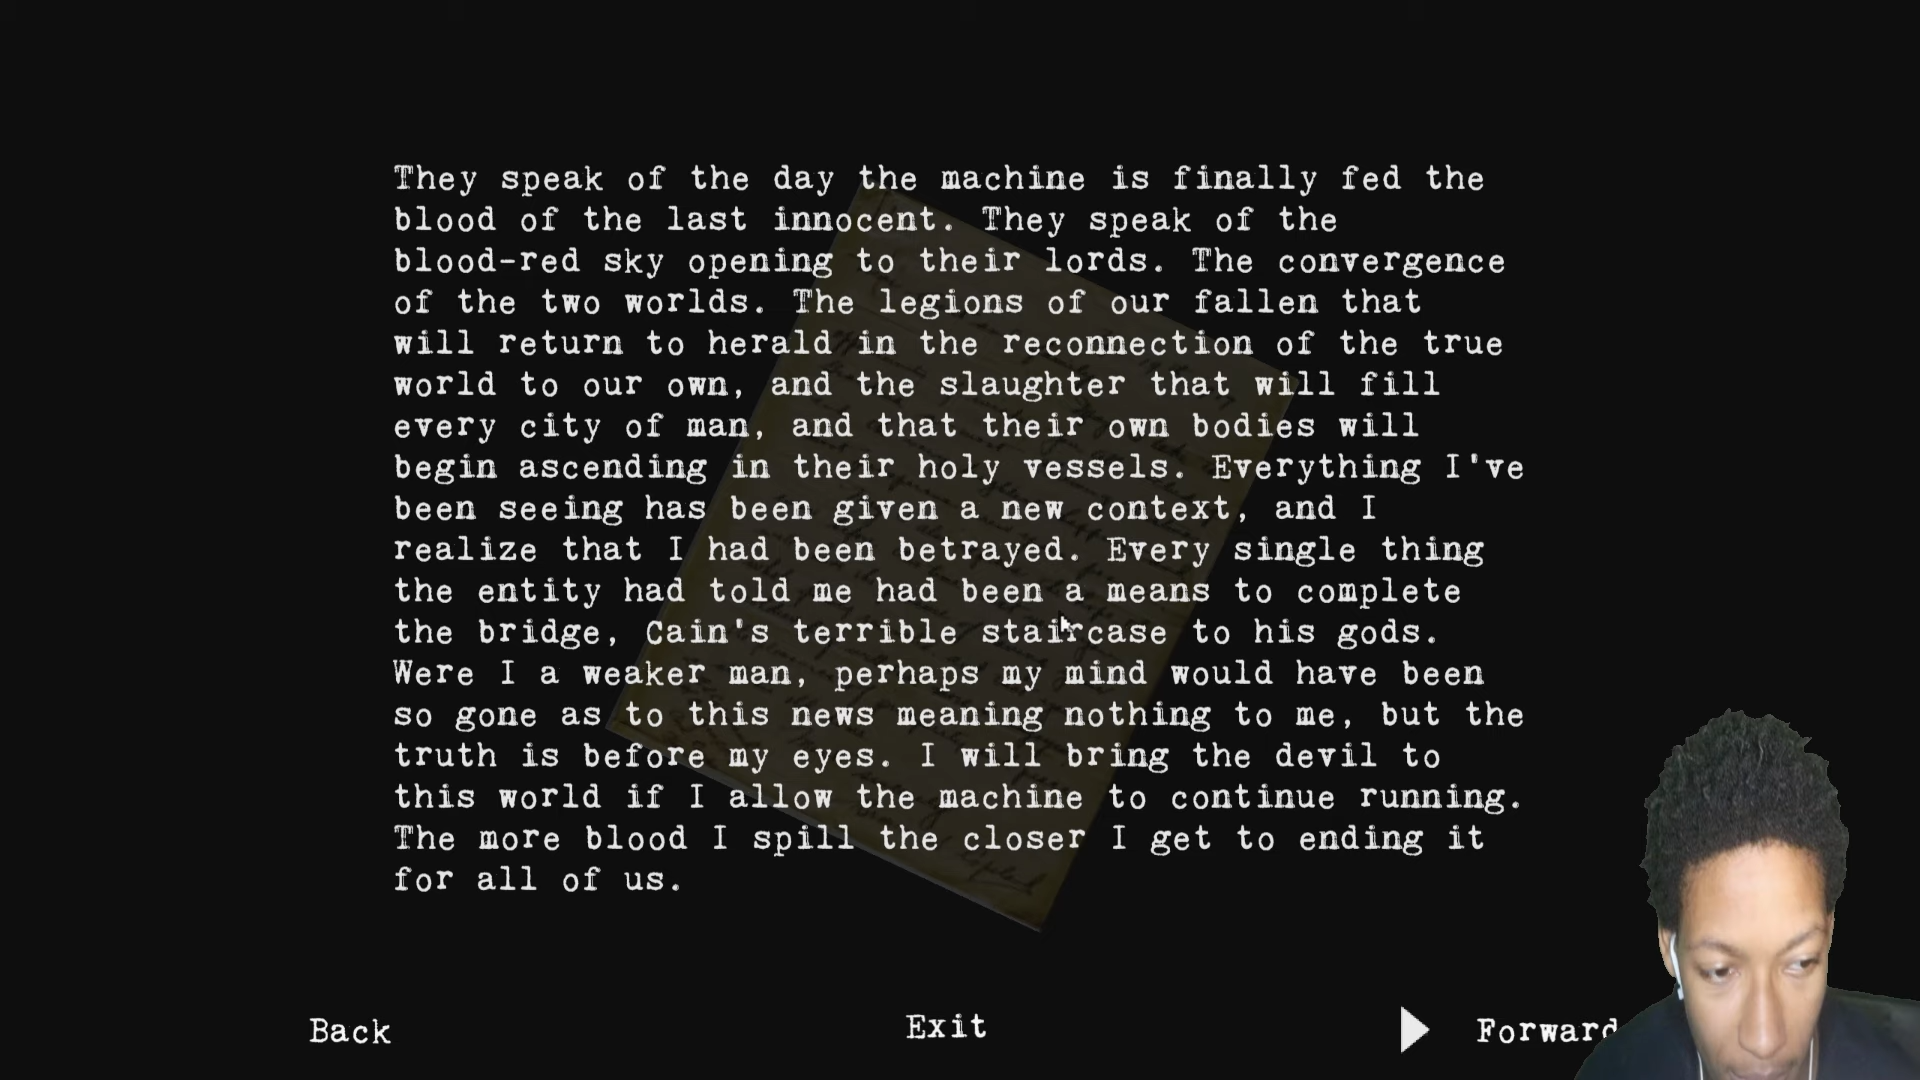 They speak of the day the machine is finally fed the
blood of the last innocent. They speak of the
blood-red sky opening to their lords. The convergence
of the two worlds. The legions of our fallen that
will return to herald in the reconnection of the true
world to our own, and the slaughter that will fill
every city of man, and that their own bodies will
begin ascending in their holy vessels. Everything I've
been seeing has been given a new context, and I
realize that I had been betrayed. Every single thing
the entity had told me had been a means to complete
the bridge, Cain's terrible staircase to his gods.
Were I a weaker man, perhaps my mind would have been
so gone as to this news meaning nothing to me, but the
truth is before my eyes. I will bring the devil to
this world if I allow the machine to continue running.
The more blood I spill the closer I get to ending it
for all of us.
Back
Exit
Forward